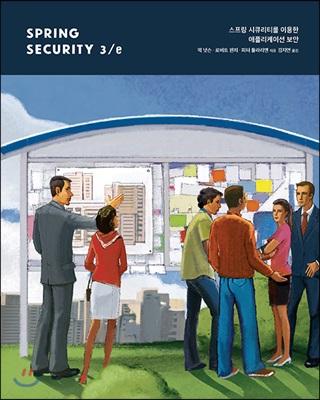 SPRING
SECURITY 3/e
스프링 시큐리티를 이용한
애플리케이션 보안
믹 넛슨 · 로버트 윈치 · 피터 뮬라리엔 지음 김지연 옮김